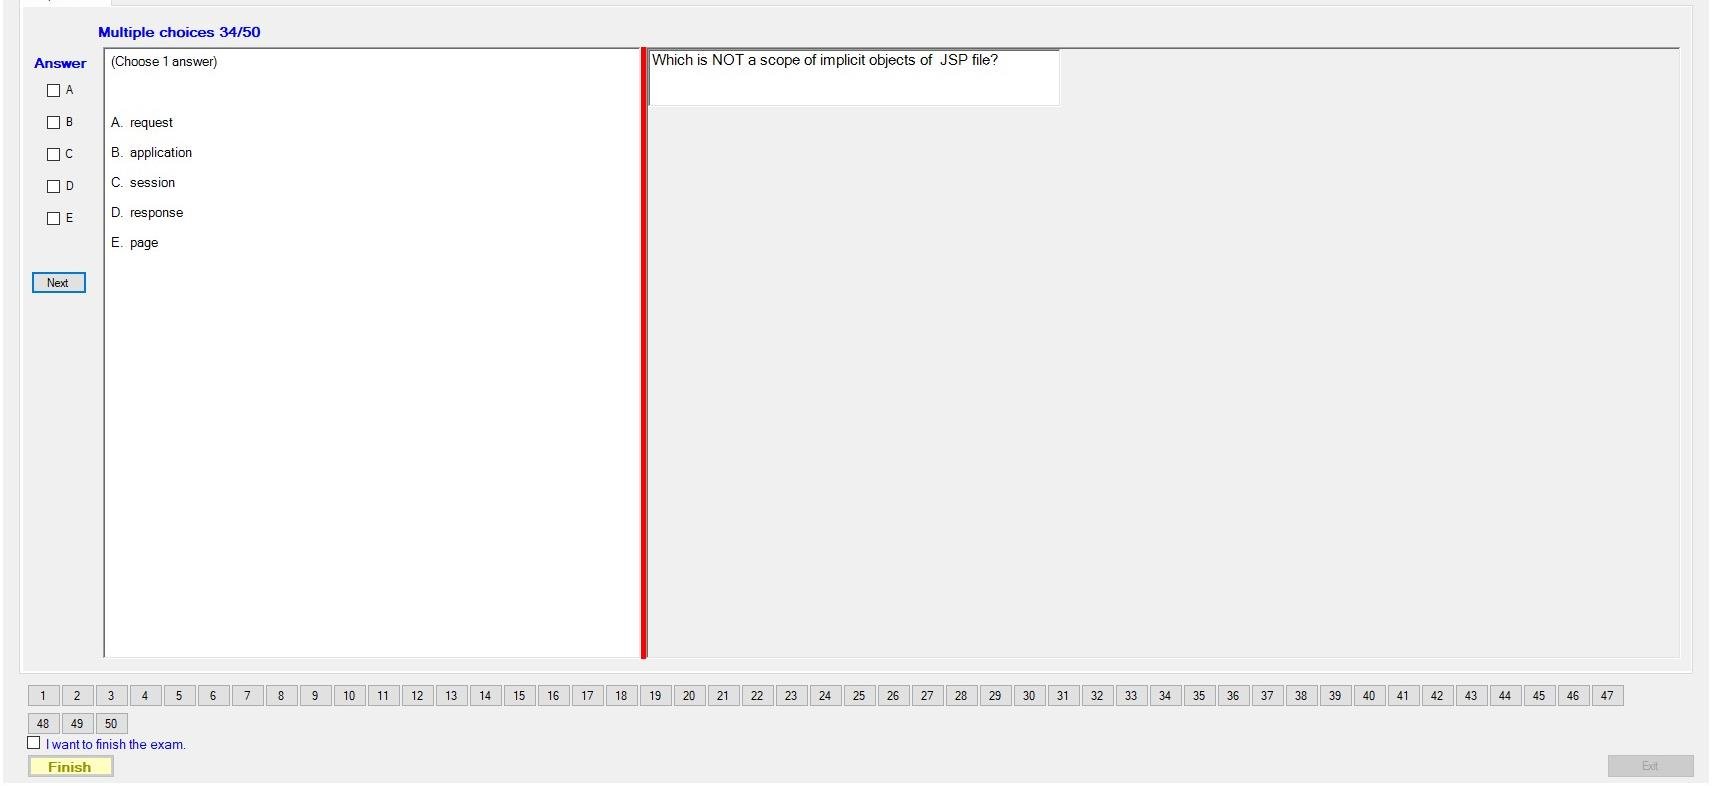 Multiple choices 34/50
Answer
(Choose 1 answer)
Which is NOT a scope of implicit objects of JSP file?
A
B
C
D
E
A. request
B. application
C. session
D. response
E. page
Next
1 2 3 4 5 6 7 8 9 10 11 12 13 14 15 16 17 18 19 20 21 22 23 24 25 26 27 28 29 30 31 32 33 34 35 36 37 38 39 40 41 42 43 44 45 46 47
48 49 50
I want to finish the exam.
Finish
Exit